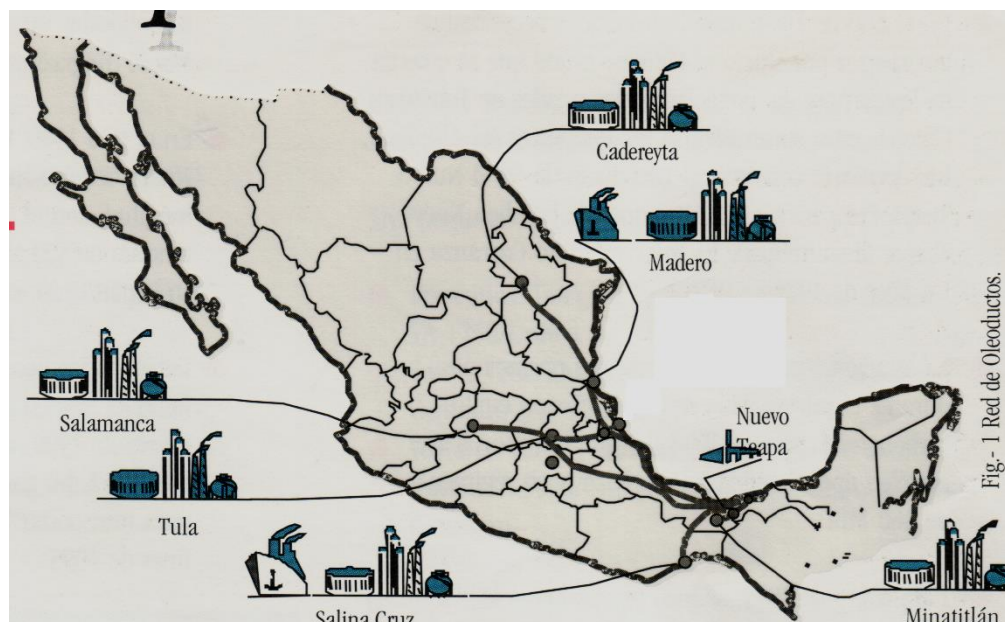 Cadereyta
Madero
Salamanca
Nuevo
Teapa
Tula
Salina Cruz
Minatitlán
Fig.- 1 Red de Oleoductos.